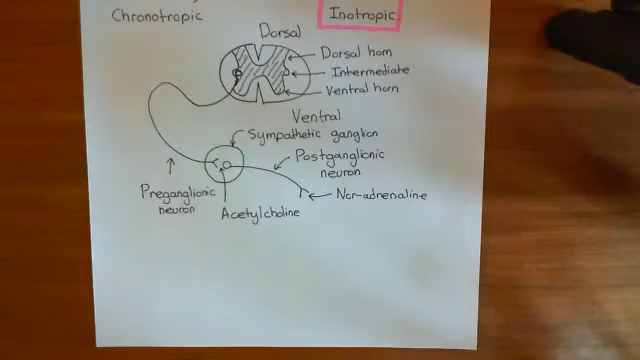 Chronotropic
Inotropic
Dorsal
Dorsal horn
Intermediate
Ventral horn
Ventral
Sympathetic ganglion
Postganglionic
neuron
Preganglionic
neuron
Acetylcholine
Nor-adrenaline